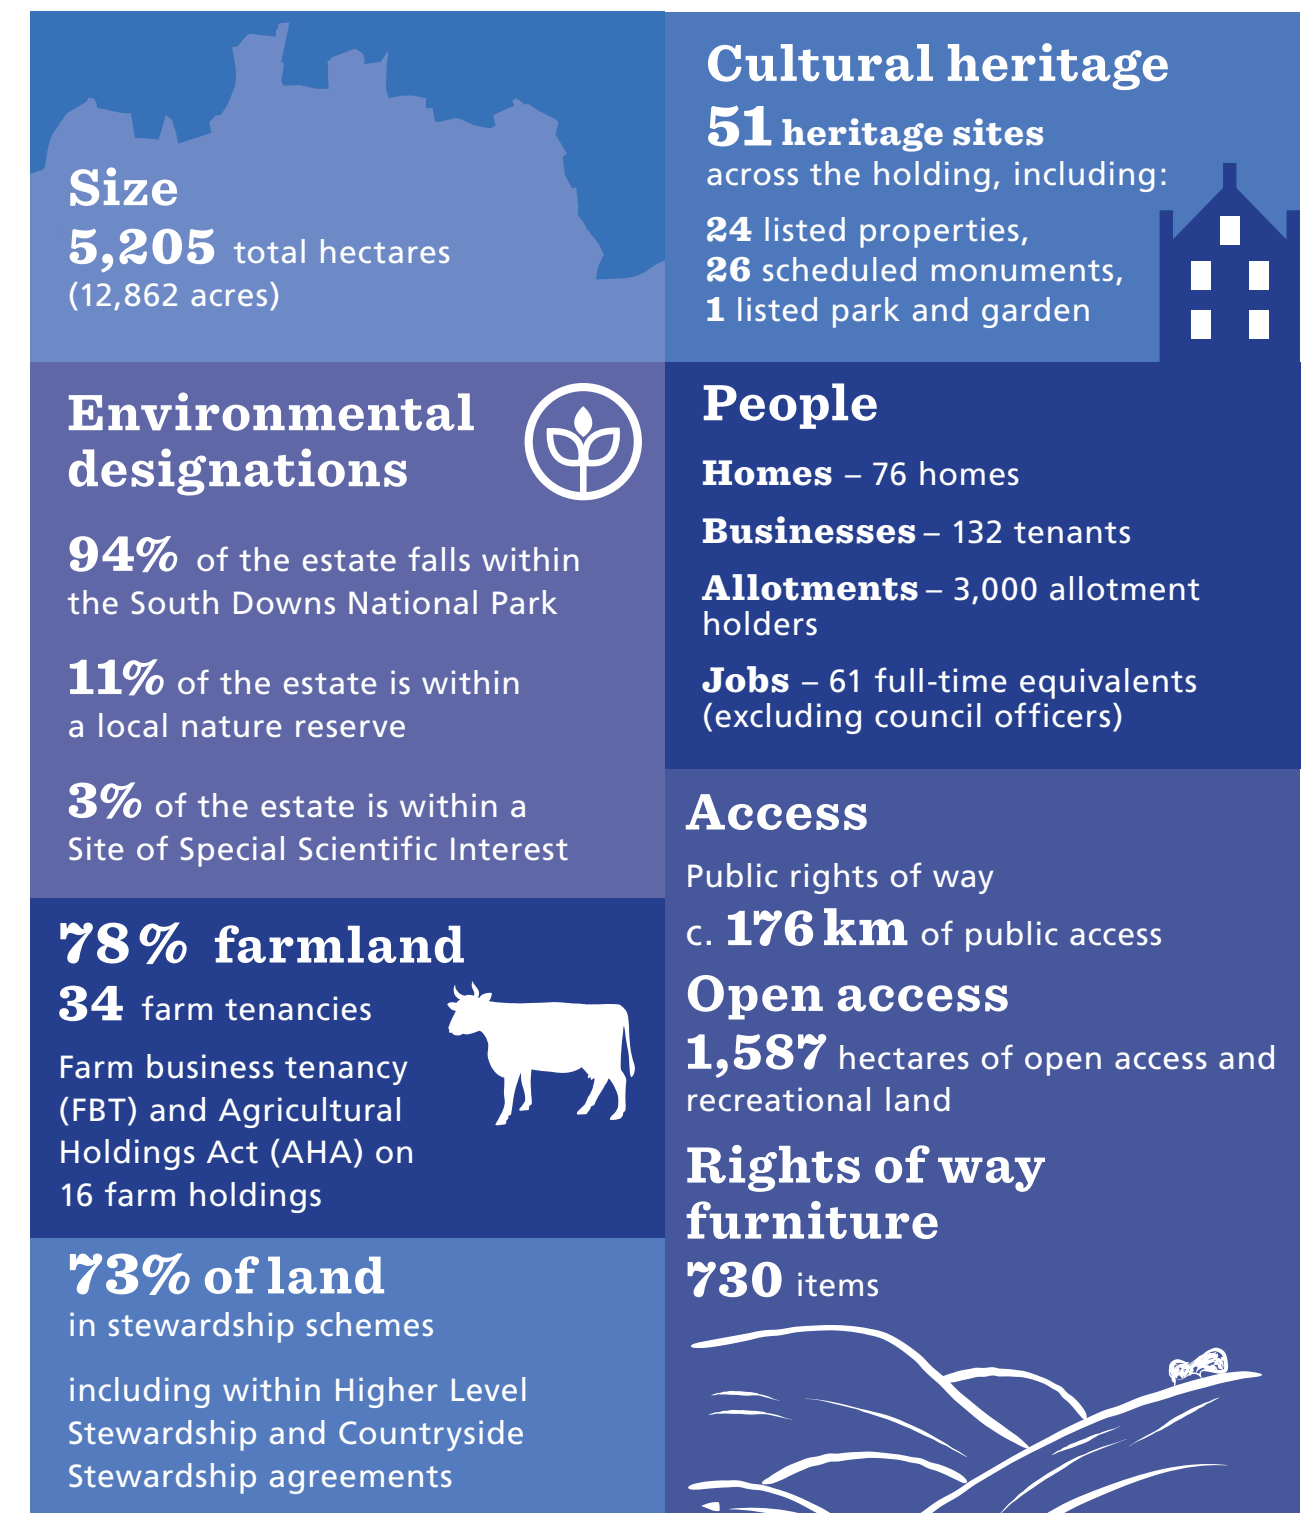 Size
5,205 total hectares
(12,862 acres)
Environmental
designations
94% of the estate falls within
the South Downs National Park
11% of the estate is within
a local nature reserve
3% of the estate is within a
Site of Special Scientific Interest
78% farmland
34 farm tenancies
Farm business tenancy
(FBT) and Agricultural
Holdings Act (AHA) on
16 farm holdings
73% of land
in stewardship schemes
including within Higher Level
Stewardship and Countryside
Stewardship agreements
Cultural heritage
51 heritage sites
across the holding, including:
24 listed properties,
26 scheduled monuments,
1 listed park and garden
People
Homes – 76 homes
Businesses – 132 tenants
Allotments – 3,000 allotment
holders
Jobs – 61 full-time equivalents
(excluding council officers)
Access
Public rights of way
c. 176 km of public access
Open access
1,587 hectares of open access and
recreational land
Rights of way
furniture
730 items